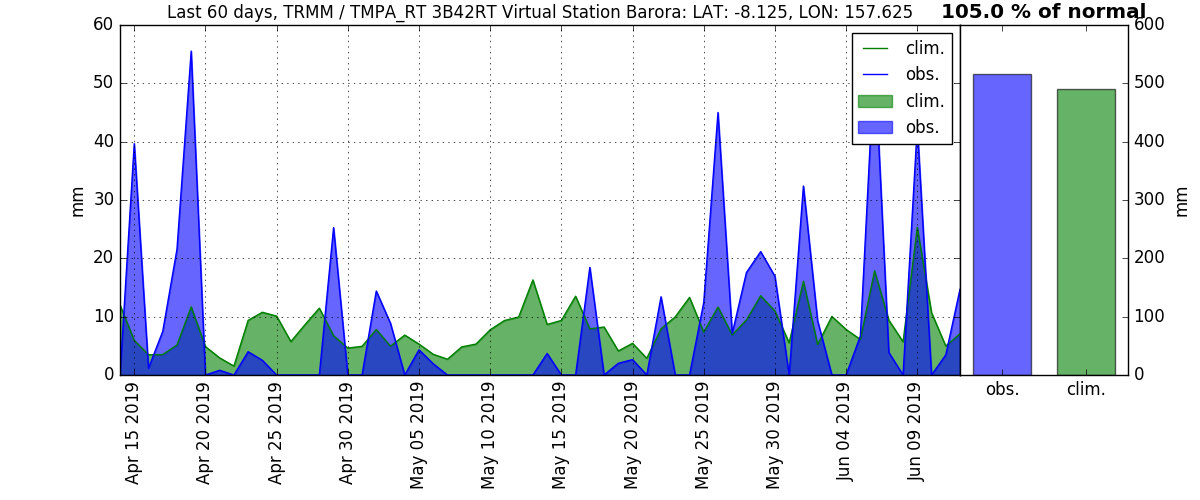 Last 60 days, TRMM / TMPA_RT 3B42RT Virtual Station Barora: LAT: -8.125, LON: 157.625
105.0 % of normal
60
50
40
30
20
10
0
mm
clim.
obs.
clim.
obs.
600
500
400
300
200
100
0
mm
Apr 15 2019
Apr 20 2019
Apr 25 2019
Apr 30 2019
May 05 2019
May 10 2019
May 15 2019
May 20 2019
May 25 2019
May 30 2019
Jun 04 2019
Jun 09 2019
obs.
clim.